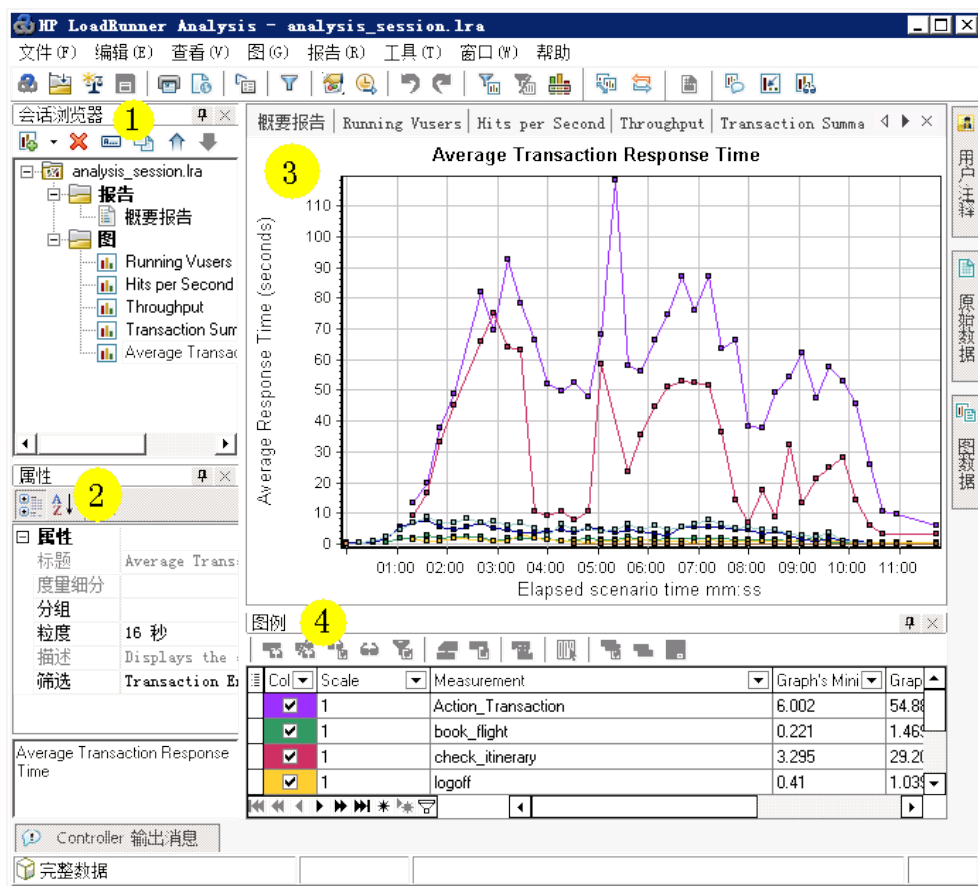 HP LoadRunner Analysis - analysis_session.lra
文件(F) 编辑(E) 查看(V) 图(G) 报告(R) 工具(T) 窗口(W) 帮助
会话浏览器
1
analysis_session.lra
报告
概要报告
图
Running Vusers
Hits per Second
Throughput
Transaction Sum
Average Transac
属性
2
属性
标题 Average Trans
度量细分
分组
粒度 16 秒
描述 Displays the
筛选 Transaction En
Average Transaction Response
Time
概要报告 Running Vusers Hits per Second Throughput Transaction Summa
3
Average Transaction Response Time
Average Response Time (seconds)
110
100
90
80
70
60
50
40
30
20
10
0
01:00 02:00 03:00 04:00 05:00 06:00 07:00 08:00 09:00 10:00 11:00
Elapsed scenario time mm:ss
用户注释
原始数据
图数据
图例
4
Col Scale Measurement Graph's Mini Grap
1 Action_Transaction 6.002 54.88
1 book_flight 0.221 1.469
1 check_itinerary 3.295 29.20
1 logoff 0.41 1.039
Controller 输出消息
完整数据